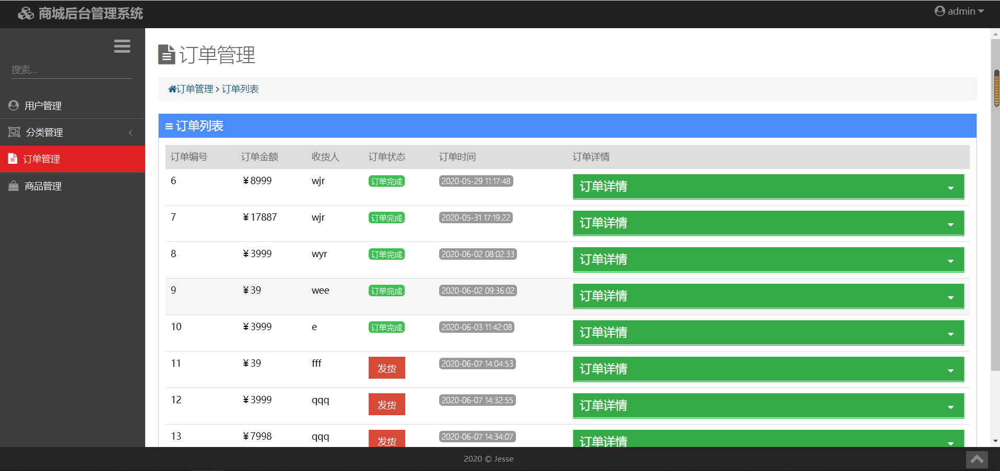 商城后台管理系统
admin
搜索...
用户管理
分类管理
订单管理
商品管理
订单管理
订单管理 > 订单列表
订单列表
订单编号 订单金额 收货人 订单状态 订单时间 订单详情
6 ¥8999 wjr 订单完成 2020-05-29 11:17:48 订单详情
7 ¥17887 wjr 订单完成 2020-05-31 17:19:22 订单详情
8 ¥3999 wyr 订单完成 2020-06-02 08:02:33 订单详情
9 ¥39 wee 订单完成 2020-06-02 09:36:02 订单详情
10 ¥3999 e 订单完成 2020-06-03 11:42:08 订单详情
11 ¥39 fff 发货 2020-06-07 14:04:53 订单详情
12 ¥3999 qqq 发货 2020-06-07 14:32:55 订单详情
13 ¥7998 qqq 发货 2020-06-07 14:34:07 订单详情
2020 © Jesse